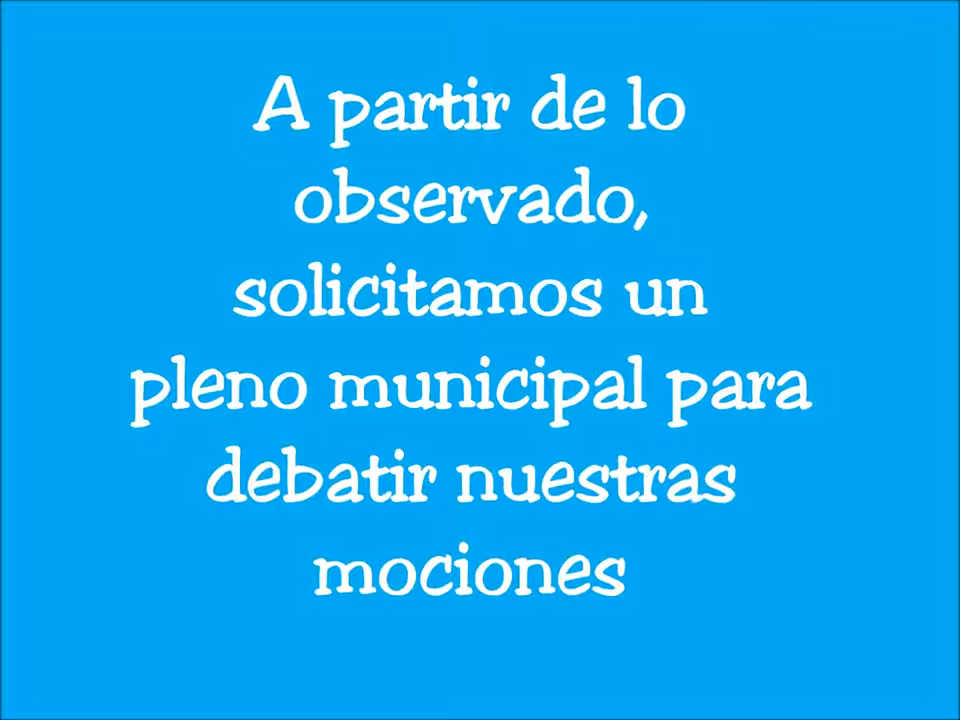 A partir de lo
observado,
solicitamos un
pleno municipal para
debatir nuestras
mociones